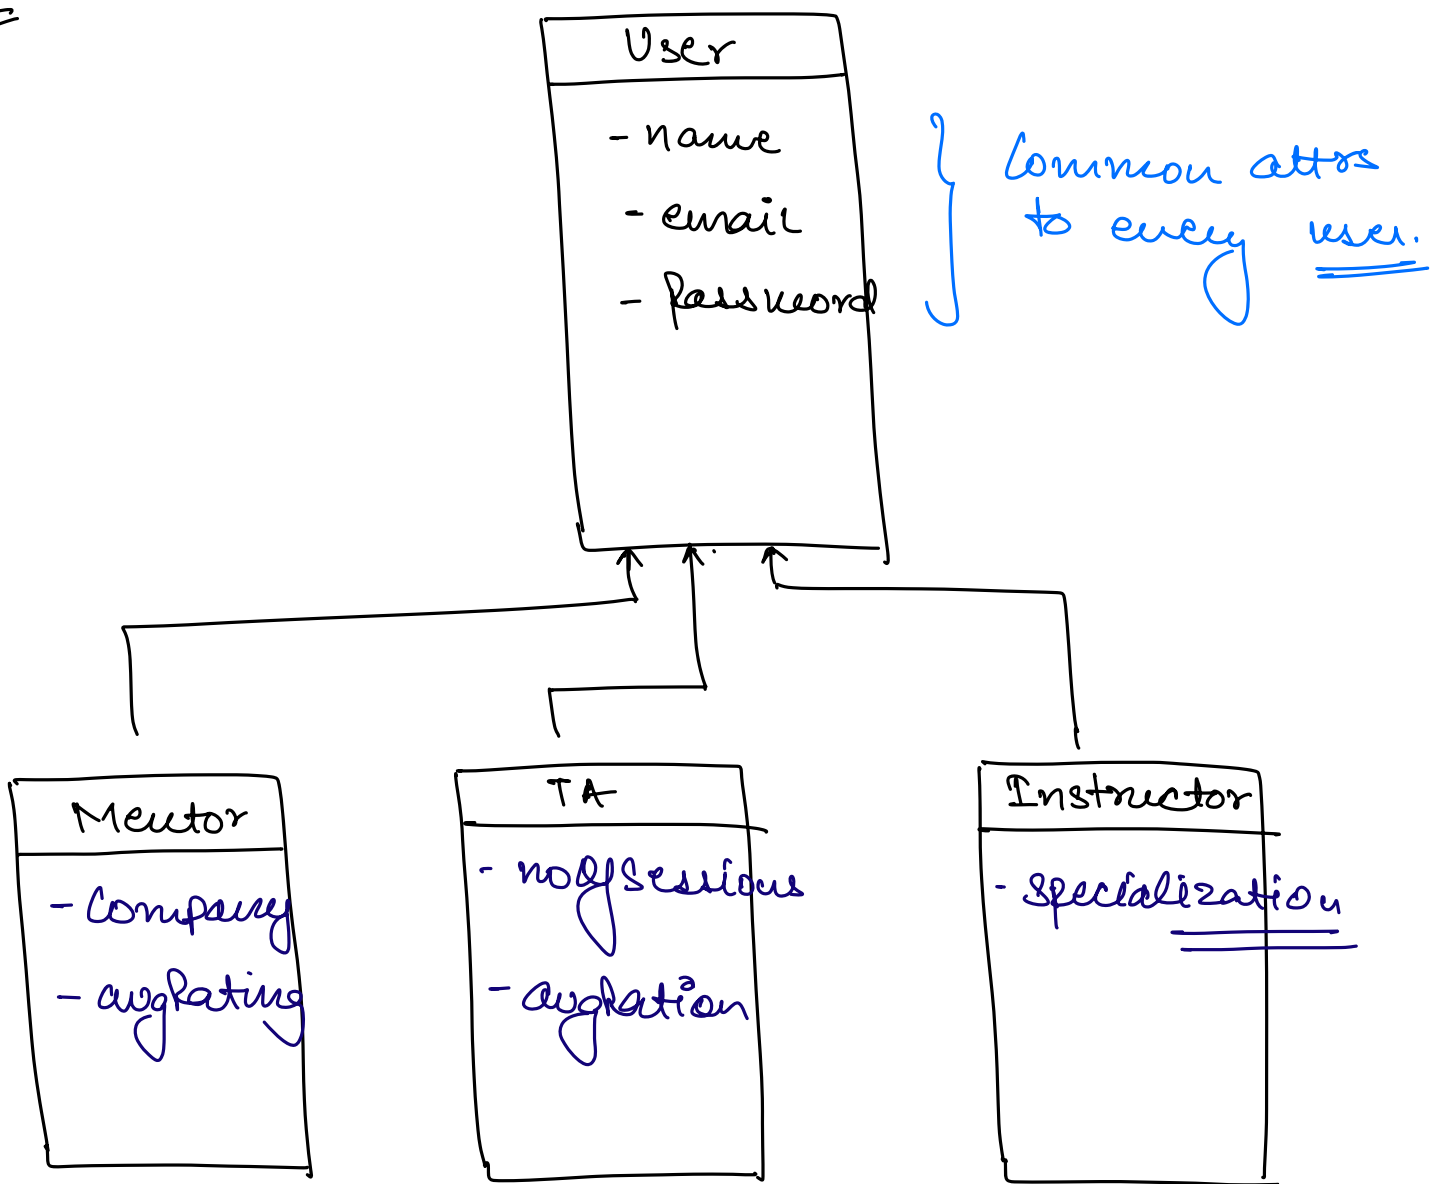 User
- name
- email
- Password
Common attrs
to every user.
Mentor
- Company
- avgRating
TA
- noOfSessions
- avgRation
Instructor
- specialization